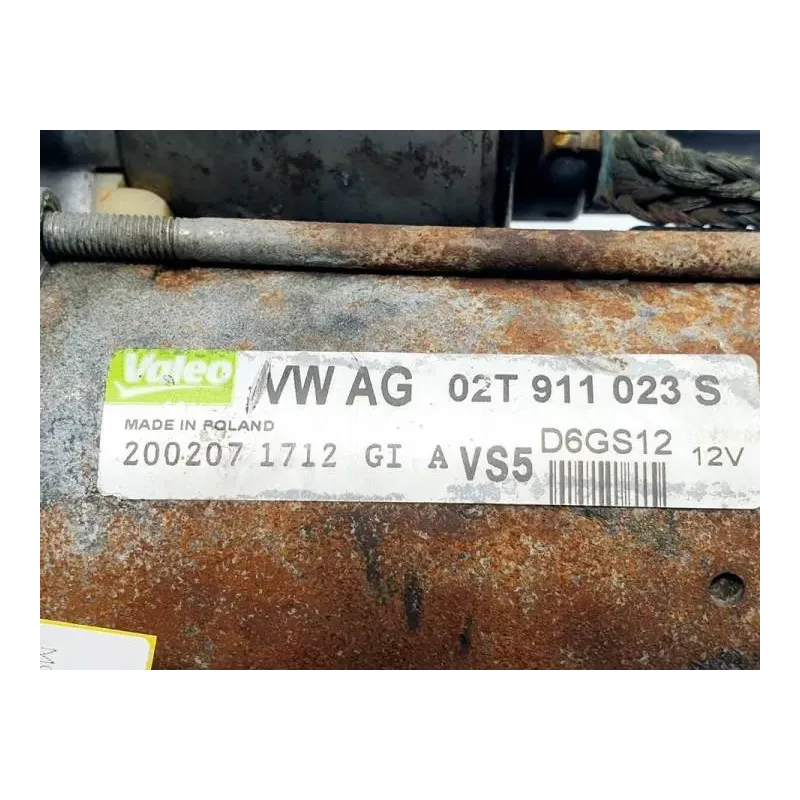 Valeo VW AG 02T 911 023 S
MADE IN POLAND
200207 1712 GI A VS5 D6GS12 12V